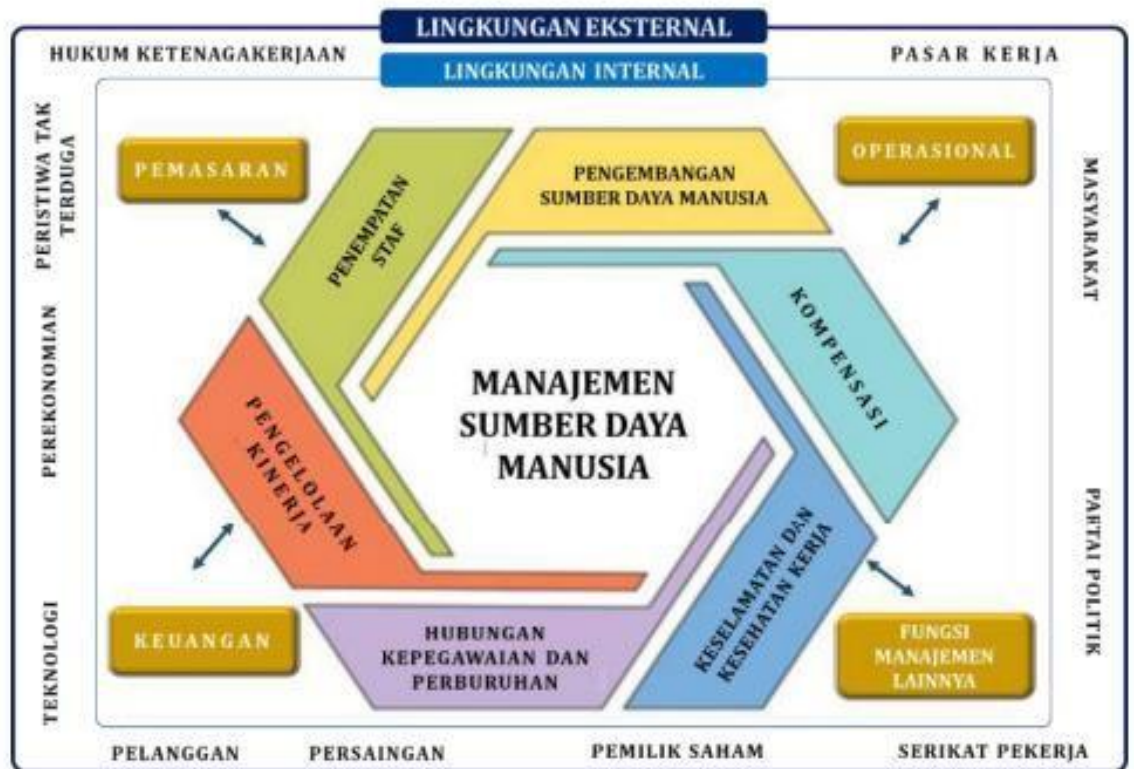 LINGKUNGAN EKSTERNAL
HUKUM KETENAGAKERJAAN
PASAR KERJA
LINGKUNGAN INTERNAL
PERISTIWA TAK
TERDUGA
PEREKONOMIAN
TEKNOLOGI
PEMASARAN
OPERASIONAL
PENEMPATAN
STAF
PENGEMBANGAN
SUMBER DAYA MANUSIA
KOMPENSASI
MANAJEMEN
SUMBER DAYA
MANUSIA
PENGELOLAAN
KINERJA
KESELAMATAN DAN
KESEHATAN KERJA
HUBUNGAN
KEPEGAWAIAN DAN
PERBURUHAN
KEUANGAN
FUNGSI
MANAJEMEN
LAINNYA
MASYARAKAT
PARTAI POLITIK
PELANGGAN
PERSAINGAN
PEMILIK SAHAM
SERIKAT PEKERJA